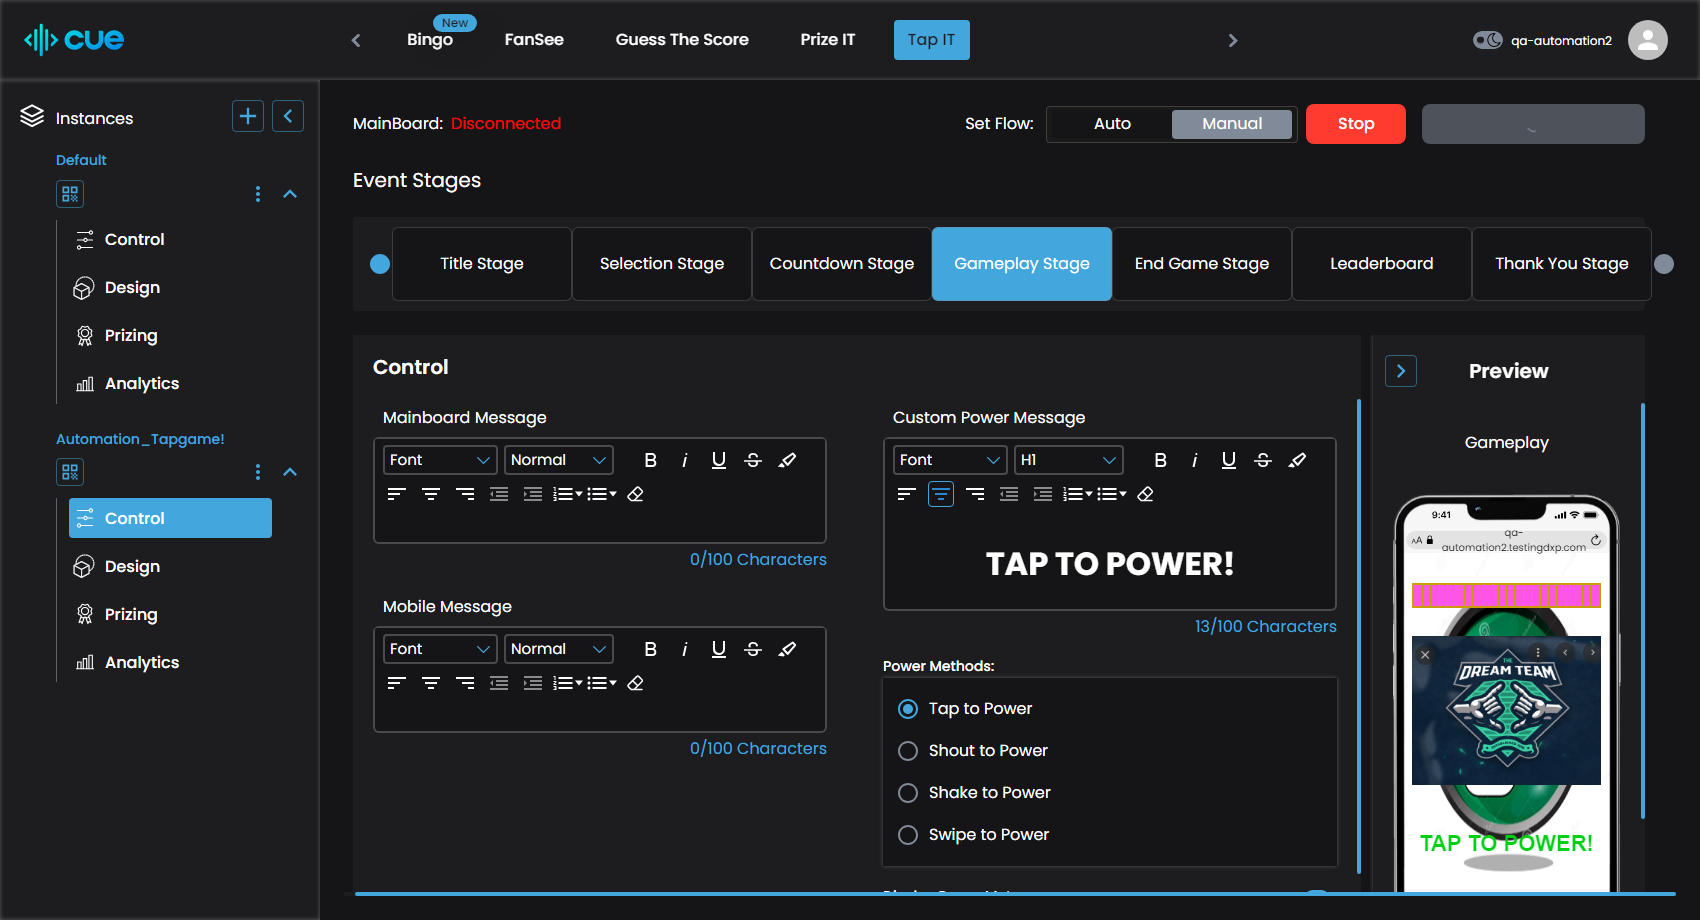 cue
New
Bingo
FanSee
Guess The Score
Prize IT
Tap IT
qa-automation2
Instances
Default
Control
Design
Prizing
Analytics
Automation_Tapgame!
Control
Design
Prizing
Analytics
MainBoard: Disconnected
Set Flow:
Auto
Manual
Stop
Event Stages
Title Stage
Selection Stage
Countdown Stage
Gameplay Stage
End Game Stage
Leaderboard
Thank You Stage
Control
Mainboard Message
Font
Normal
B
i
U
S
0/100 Characters
Mobile Message
Font
Normal
B
i
U
S
0/100 Characters
Custom Power Message
Font
H1
B
i
U
S
TAP TO POWER!
13/100 Characters
Power Methods:
Tap to Power
Shout to Power
Shake to Power
Swipe to Power
Preview
Gameplay
9:41
AA
qa-
automation2.testingdxp.com
THE
DREAM TEAM
TAP TO POWER!